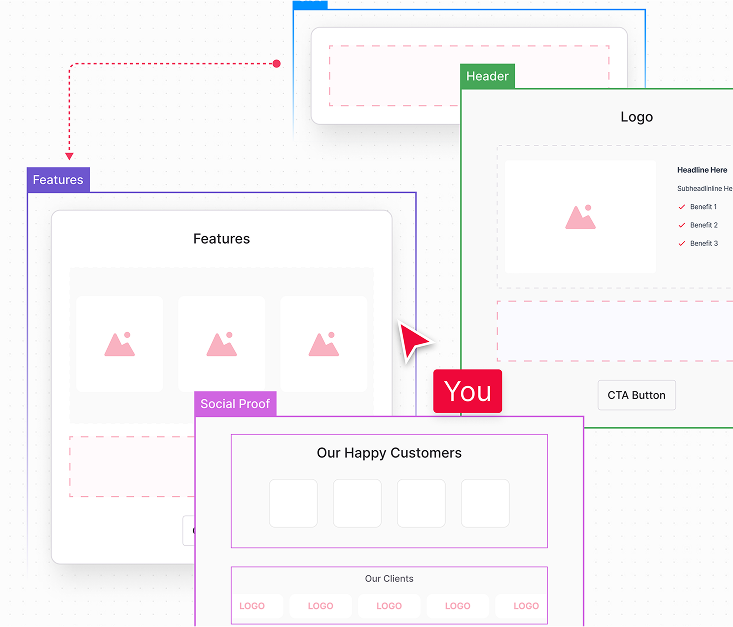 Header
Logo
Headline Here
Subheadinline He
Benefit 1
Benefit 2
Benefit 3
CTA Button
Features
Features
You
Social Proof
Our Happy Customers
Our Clients
LOGO LOGO LOGO LOGO LOGO